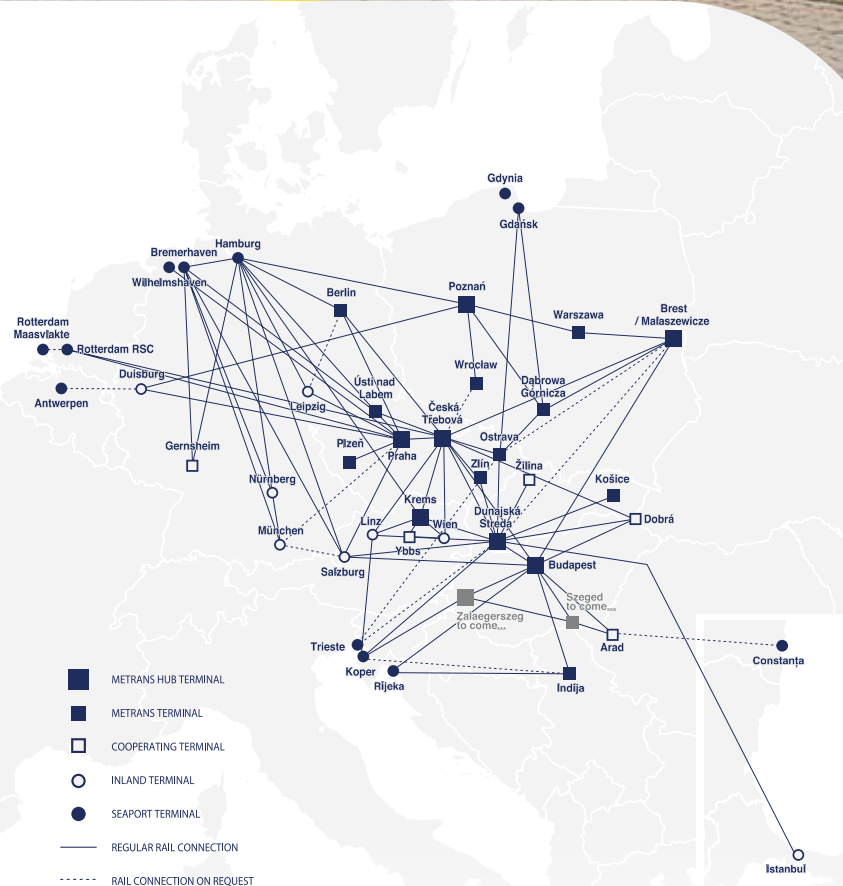 Gdynia
Gdańsk
Hamburg
Bremerhaven
Wilhelmshaven
Berlin
Poznań
Warszawa
Brest
/ Małaszewicze
Rotterdam
Maasvlakte
Rotterdam RSC
Duisburg
Antwerpen
Leipzig
Ústí nad
Labem
Wrocław
Dąbrowa
Górnicza
Česká
Třebová
Praha
Plzeň
Ostrava
Gernsheim
Zlín
Žilina
Nürnberg
Košice
Krems
Dunajská
Streda
Dobrá
München
Linz
Wien
Ybbs
Salzburg
Budapest
Zalaegerszeg
to come...
Szeged
to come...
Arad
Trieste
Koper
Rijeka
Inđija
Constanța
Istanbul
METRANS HUB TERMINAL
METRANS TERMINAL
COOPERATING TERMINAL
INLAND TERMINAL
SEAPORT TERMINAL
REGULAR RAIL CONNECTION
RAIL CONNECTION ON REQUEST